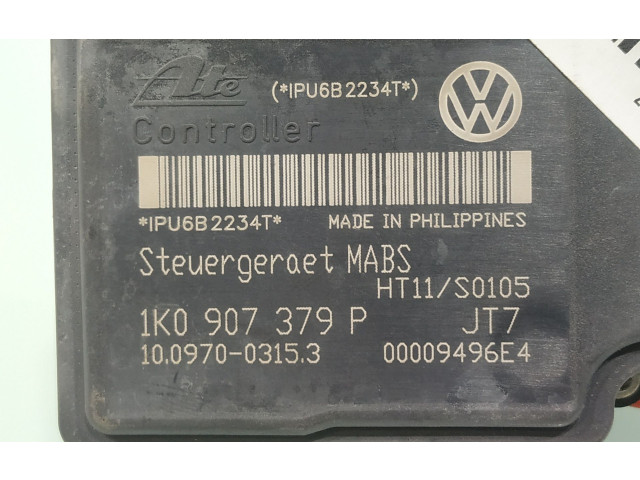 Ate (*IPU6B2234T*)
Controller
*IPU6B2234T* MADE IN PHILIPPINES
Steuergeraet MABS
HT11/S0105
1K0 907 379 P JT7
10.0970-0315.3 00009496E4